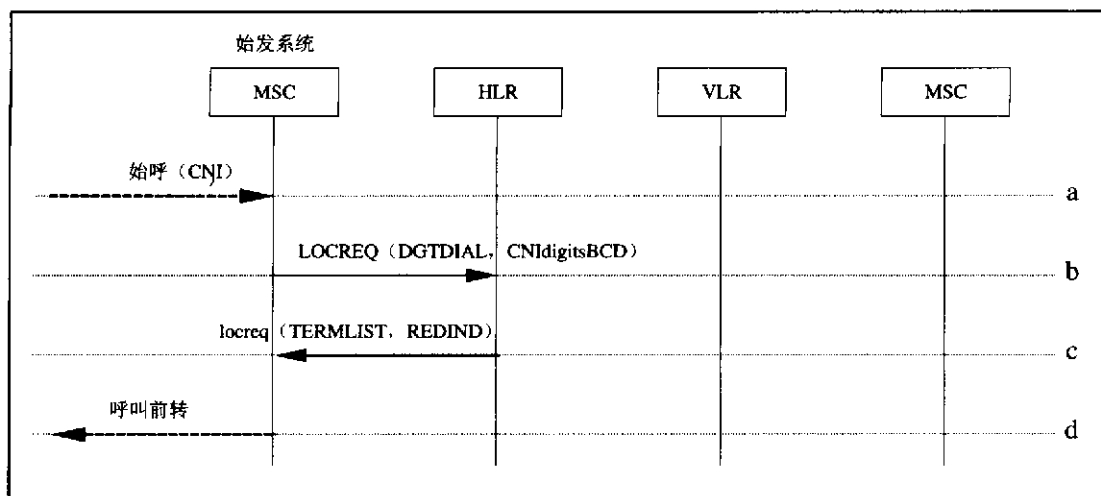 始发系统
MSC
HLR
VLR
MSC
始呼（CNI）
a
LOCREQ（DGTDIAL，CNIdigitsBCD）
b
locreq（TERMLIST，REDIND）
c
呼叫前转
d